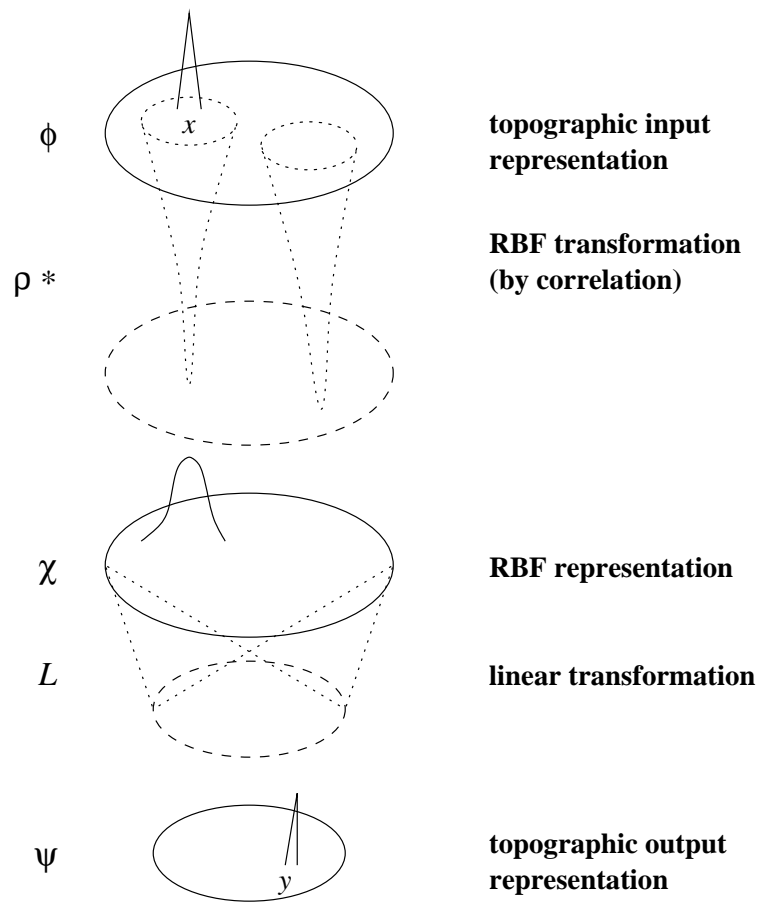 x
ϕ
topographic input
representation
RBF transformation
(by correlation)
ρ *
χ
RBF representation
L
linear transformation
ψ
y
topographic output
representation